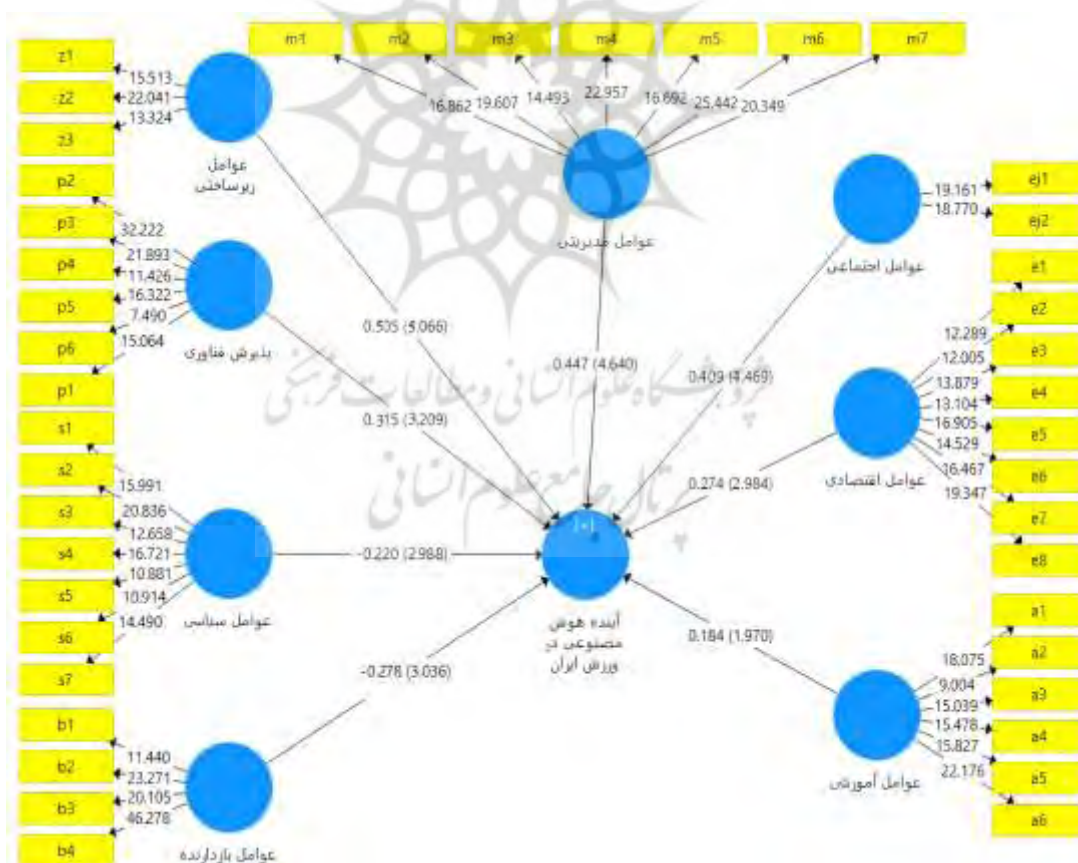 m1
m2
m3
m4
m5
m6
m7
16.862
19.607
14.493
22.957
16.692
25.442
20.349
عوامل مدیریتی
z1
z2
z3
15.513
22.041
13.324
عوامل
زیرساختی
p2
p3
p4
p5
p6
p1
32.222
21.893
11.426
16.322
7.490
15.064
پذیرش فناوری
s1
s2
s3
s4
s5
s6
s7
15.991
20.836
12.658
16.721
10.881
10.914
14.490
عوامل سیاسی
b1
b2
b3
b4
11.440
23.271
20.105
46.278
عوامل بازدارنده
ej1
ej2
19.161
18.770
عوامل اجتماعی
e1
e2
e3
e4
e5
e6
e7
e8
12.289
12.005
13.879
13.104
16.905
14.529
16.467
19.347
عوامل اقتصادی
a1
a2
a3
a4
a5
a6
18.075
9.004
15.039
15.478
15.827
22.176
عوامل آموزشی
0.505 (5.066)
0.447 (4.640)
0.409 (4.469)
0.315 (3.209)
0.274 (2.984)
-0.220 (2.988)
0.184 (1.970)
-0.278 (3.036)
[+]
آینده هوش
مصنوعی در
ورزش ایران
پژوهشگاه علوم انسانی و مطالعات فرهنگی
پرتال جامع علوم انسانی